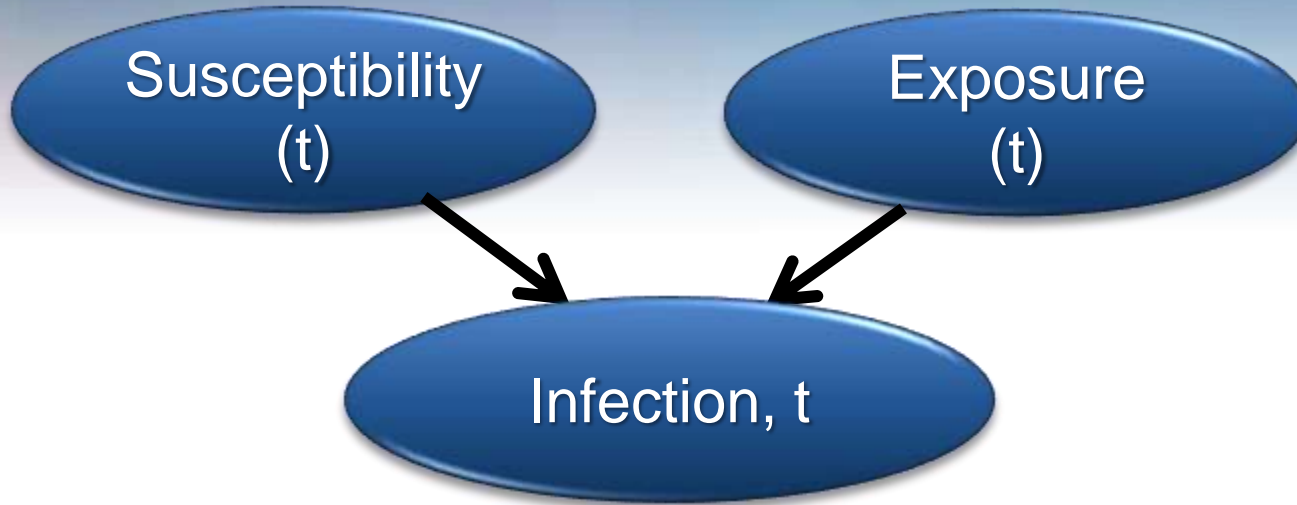 Susceptibility
(t)
Exposure
(t)
Infection, t